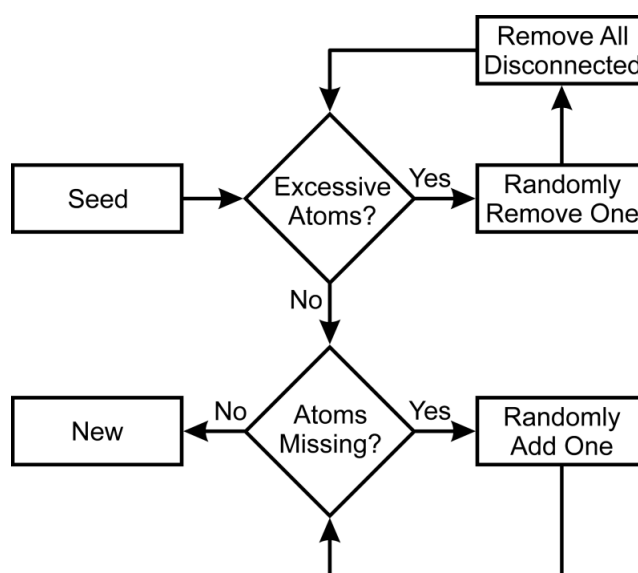 Remove All
Disconnected
Seed
Excessive
Atoms?
Yes
Randomly
Remove One
No
New
No
Atoms
Missing?
Yes
Randomly
Add One